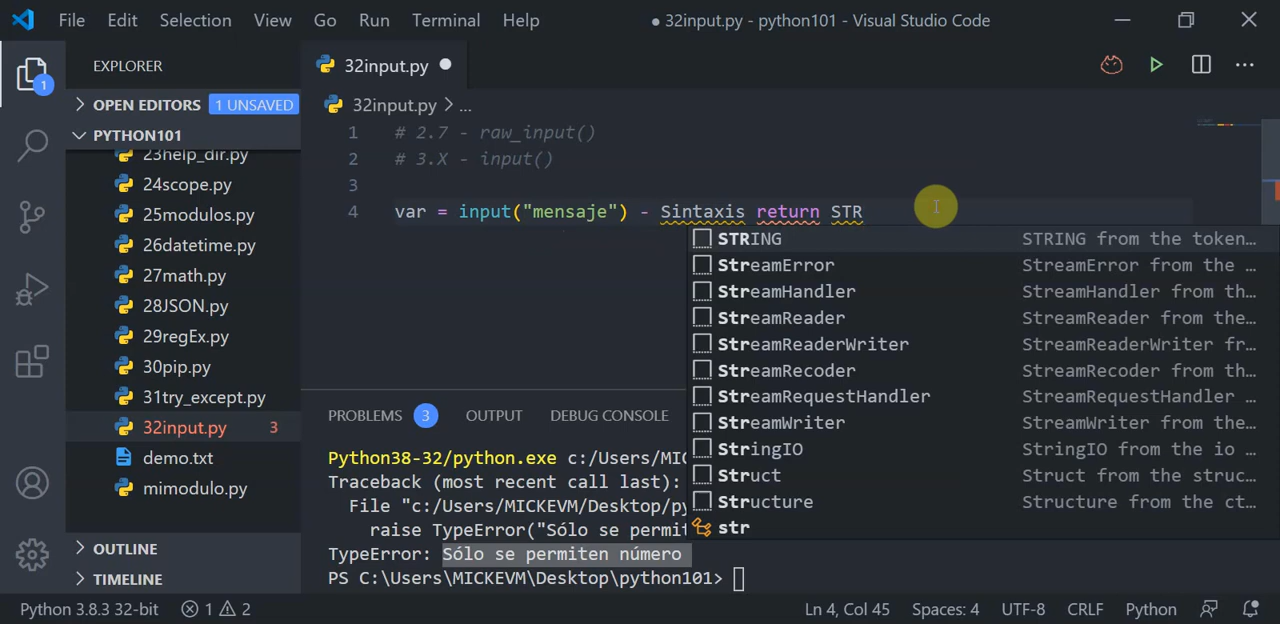 File Edit Selection View Go Run Terminal Help ● 32input.py - python101 - Visual Studio Code
EXPLORER
1
OPEN EDITORS 1 UNSAVED
PYTHON101
23help_dir.py
24scope.py
25modulos.py
26datetime.py
27math.py
28JSON.py
29regEx.py
30pip.py
31try_except.py
32input.py 3
demo.txt
mimodulo.py
OUTLINE
TIMELINE
32input.py
32input.py > ...
1 # 2.7 - raw_input()
2 # 3.X - input()
3
4 var = input("mensaje") - Sintaxis return STR
STRING STRING from the token…
StreamError StreamError from the …
StreamHandler StreamHandler from th…
StreamReader StreamReader from the…
StreamReaderWriter StreamReaderWriter fr…
StreamRecoder StreamRecoder from th…
StreamRequestHandler StreamRequestHandler …
StreamWriter StreamWriter from the…
StringIO StringIO from the io …
Struct Struct from the struc…
Structure Structure from the ct…
str
PROBLEMS 3 OUTPUT DEBUG CONSOLE
Python38-32/python.exe c:/Users/MI
Traceback (most recent call last):
File "c:/Users/MICKEVM/Desktop/py
raise TypeError("Sólo se permit
TypeError: Sólo se permiten número
PS C:\Users\MICKEVM\Desktop\python101>
Python 3.8.3 32-bit 1 2 Ln 4, Col 45 Spaces: 4 UTF-8 CRLF Python